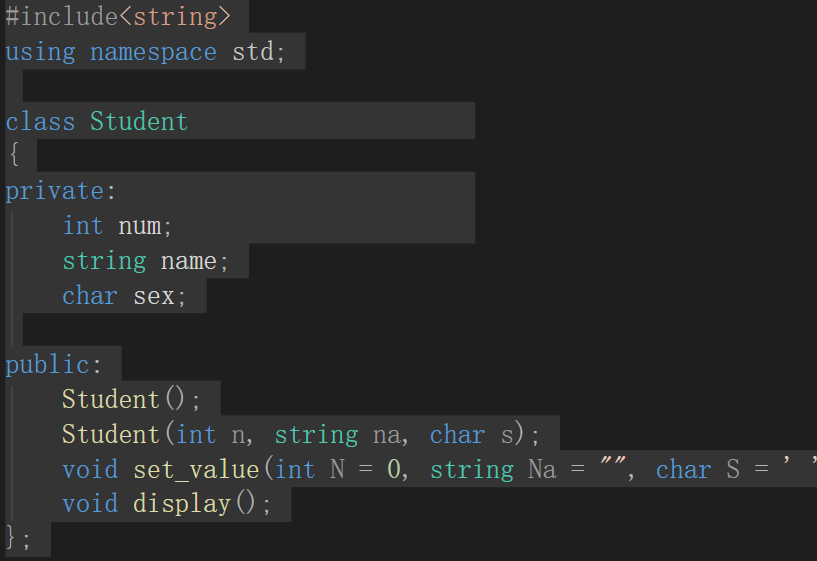 #include<string>
using namespace std;
class Student
{
private:
int num;
string name;
char sex;
public:
Student();
Student(int n, string na, char s);
void set_value(int N = 0, string Na = "", char S = ' '
void display();
};